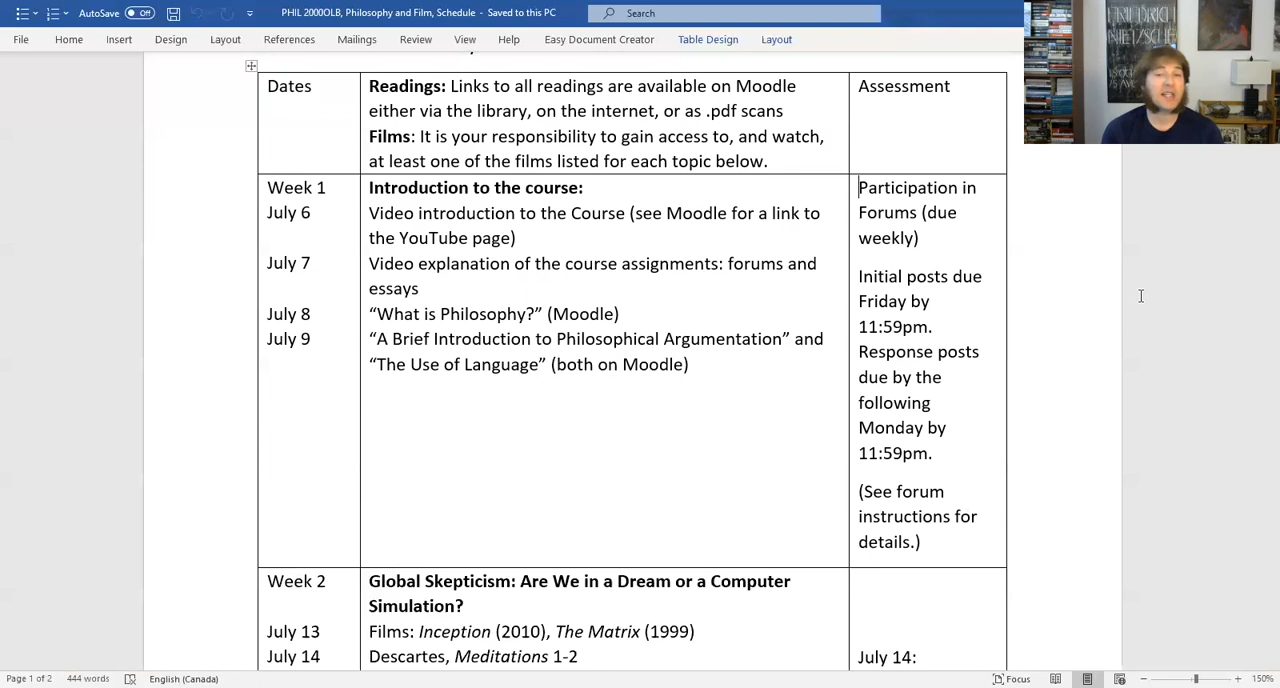 AutoSave Off
PHIL 2000OLB, Philosophy and Film, Schedule - Saved to this PC
Search
File Home Insert Design Layout References Mailings Review View Help Easy Document Creator Table Design Layout
Dates
Readings: Links to all readings are available on Moodle
either via the library, on the internet, or as .pdf scans
Films: It is your responsibility to gain access to, and watch,
at least one of the films listed for each topic below.
Assessment
Week 1
July 6
July 7
July 8
July 9
Introduction to the course:
Video introduction to the Course (see Moodle for a link to
the YouTube page)
Video explanation of the course assignments: forums and
essays
“What is Philosophy?” (Moodle)
“A Brief Introduction to Philosophical Argumentation” and
“The Use of Language” (both on Moodle)
Participation in
Forums (due
weekly)
Initial posts due
Friday by
11:59pm.
Response posts
due by the
following
Monday by
11:59pm.
(See forum
instructions for
details.)
Week 2
July 13
July 14
Global Skepticism: Are We in a Dream or a Computer
Simulation?
Films: Inception (2010), The Matrix (1999)
Descartes, Meditations 1-2
July 14:
FRIEDRICH
NIETZSCHE
Page 1 of 2 444 words English (Canada) Focus 150%